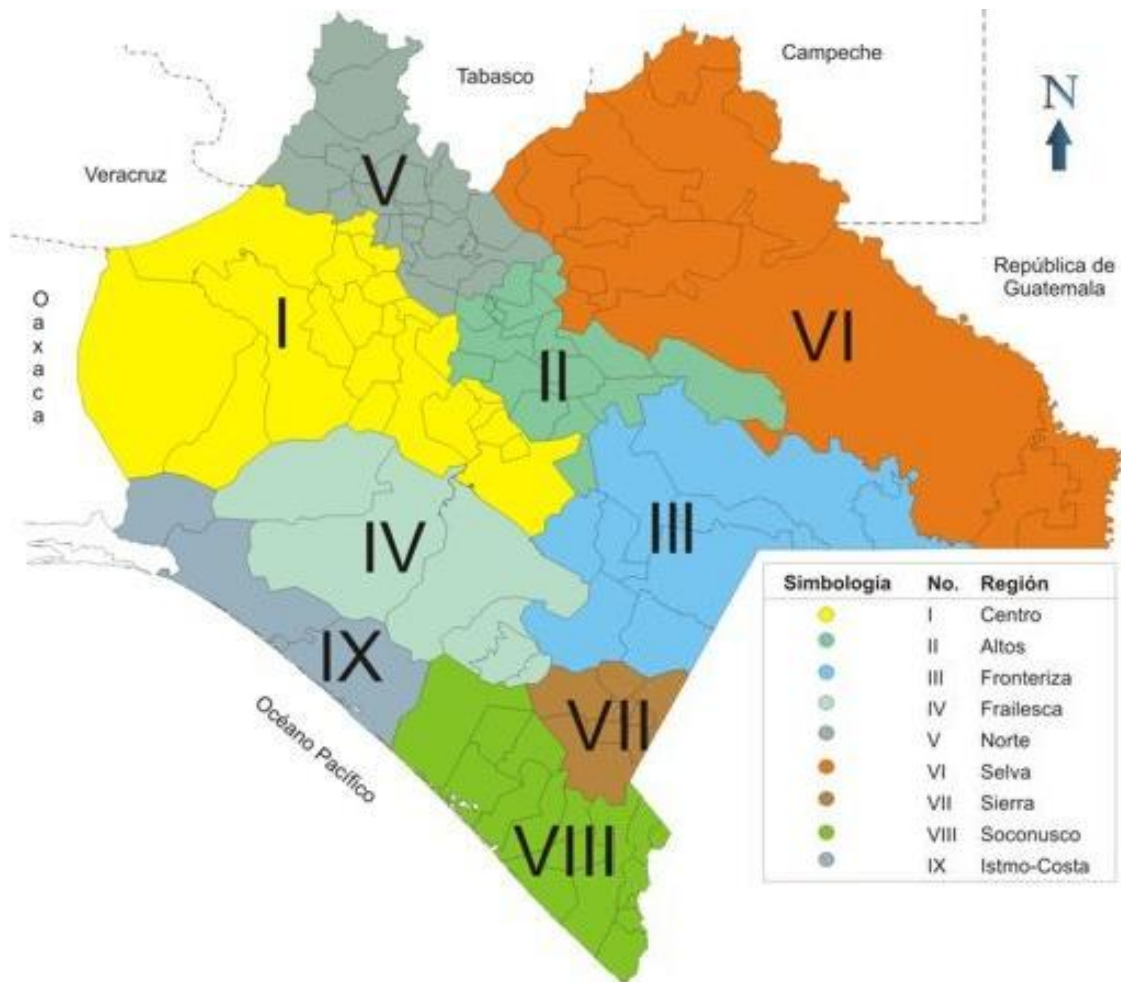 Campeche
Tabasco
N
Veracruz
V
República de
Guatemala
Oaxaca
I
VI
II
III
IV
IX
Océano Pacífico
VII
VIII
Simbología No. Región
I Centro
II Altos
III Fronteriza
IV Frailesca
V Norte
VI Selva
VII Sierra
VIII Soconusco
IX Istmo-Costa